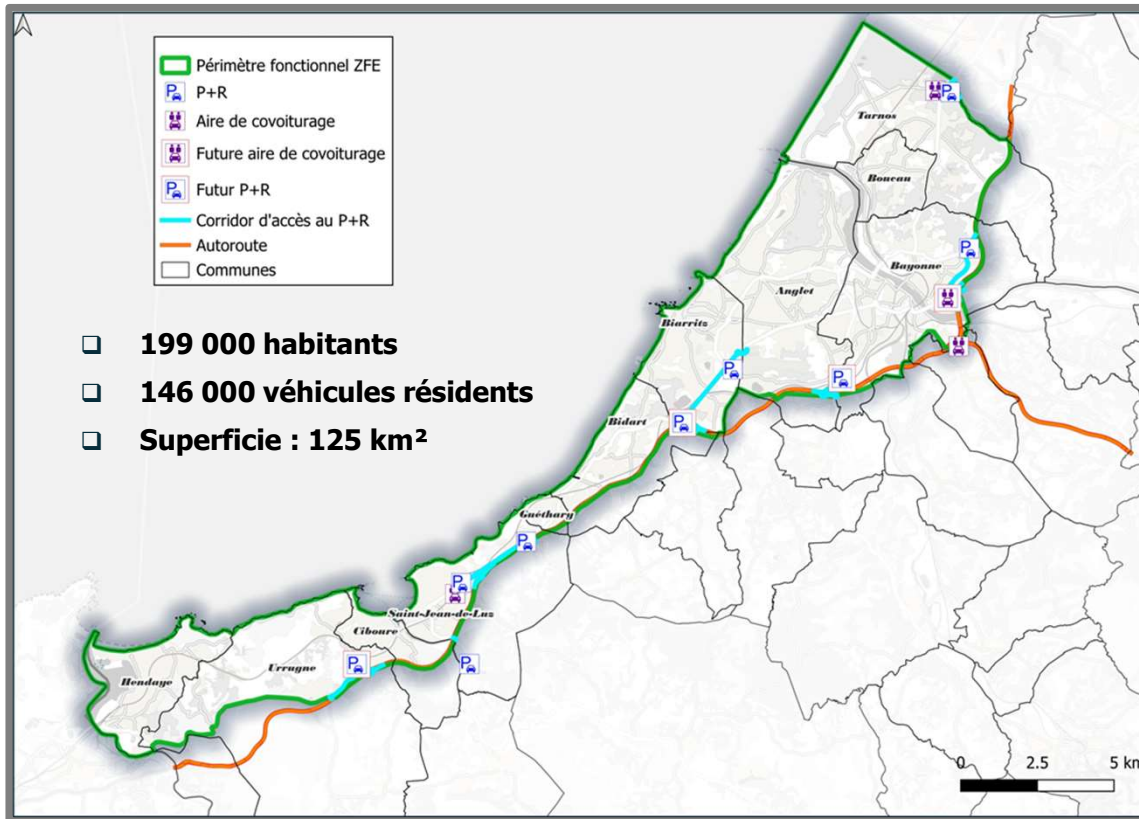 Périmètre fonctionnel ZFE
P+R
Aire de covoiturage
Future aire de covoiturage
Futur P+R
Corridor d'accès au P+R
Autoroute
Communes
199 000 habitants
146 000 véhicules résidents
Superficie : 125 km²
Tarnos
Boucau
Bayonne
Anglet
Biarritz
Bidart
Guéthary
Saint-Jean-de-Luz
Ciboure
Urrugne
Hendaye
0 2.5 5 km